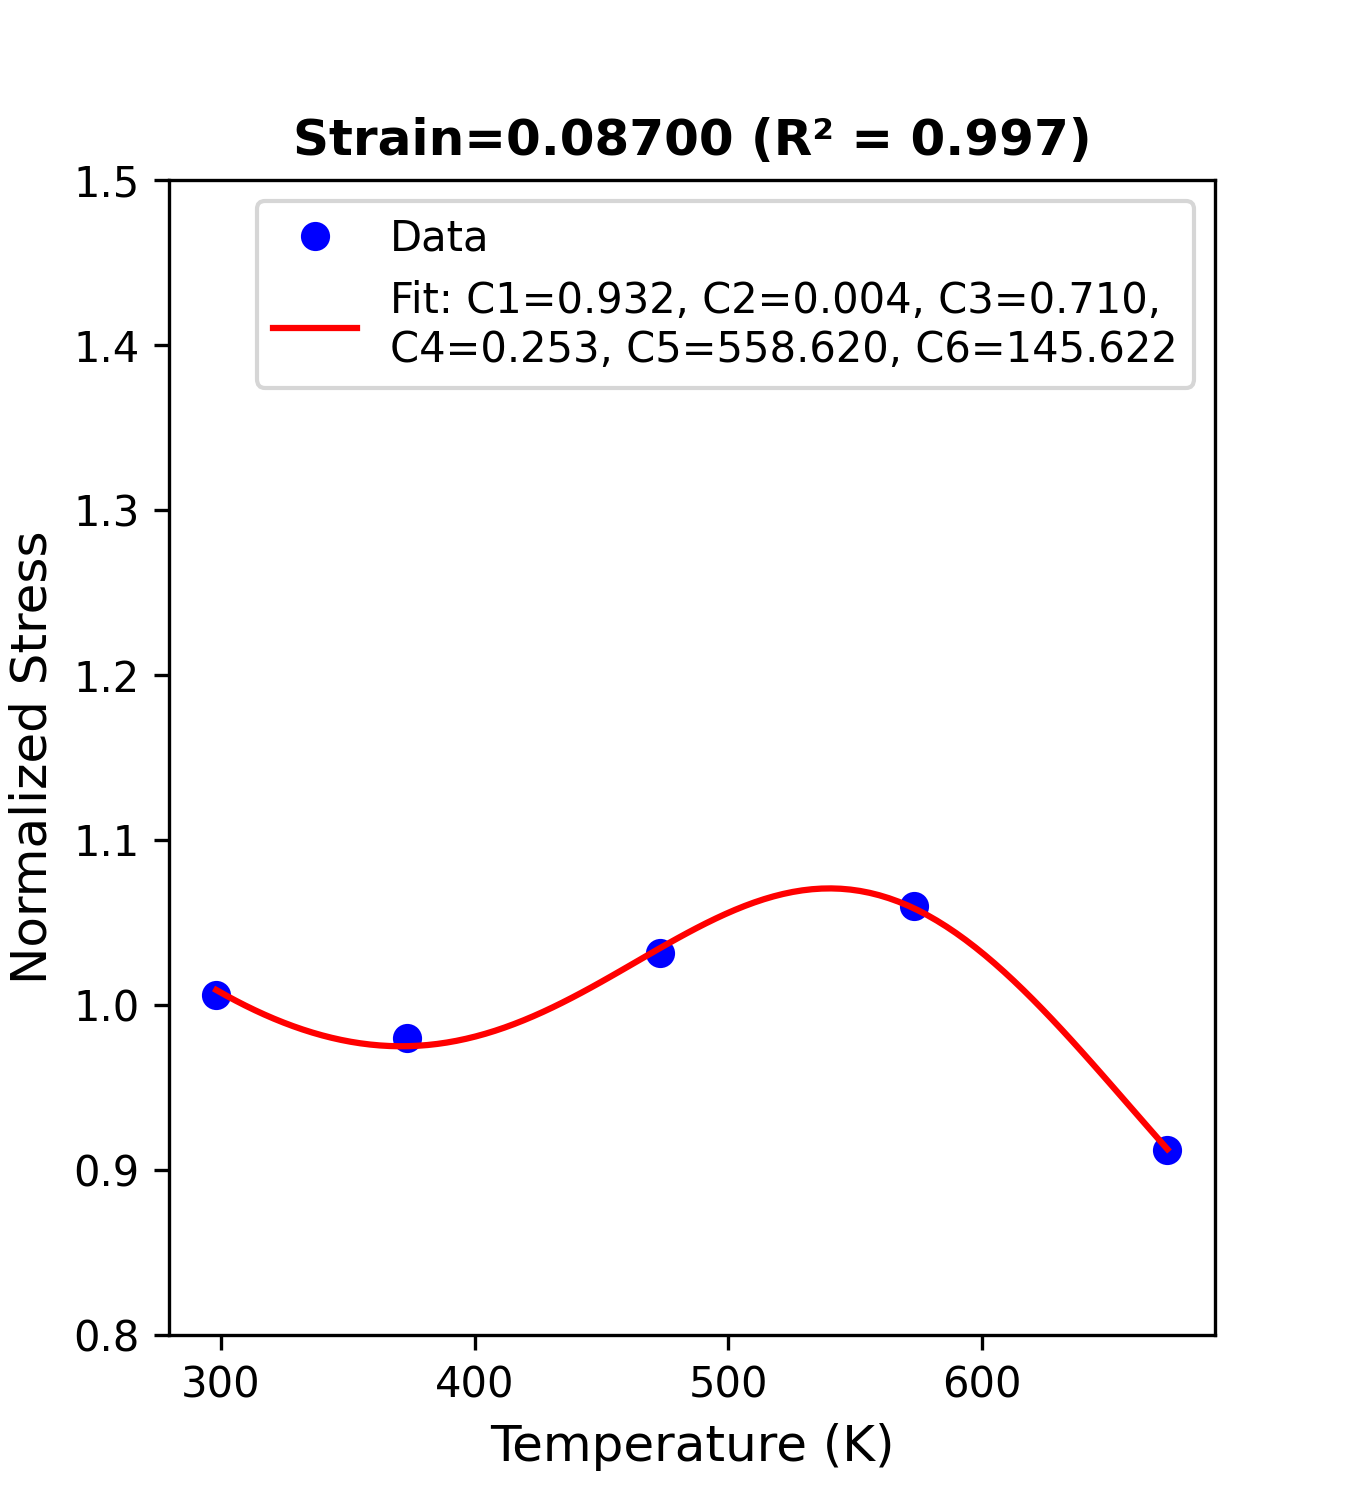 Strain=0.08700 (R² = 0.997)
Data
Fit: C1=0.932, C2=0.004, C3=0.710,
C4=0.253, C5=558.620, C6=145.622
Normalized Stress
1.5
1.4
1.3
1.2
1.1
1.0
0.9
0.8
300 400 500 600
Temperature (K)